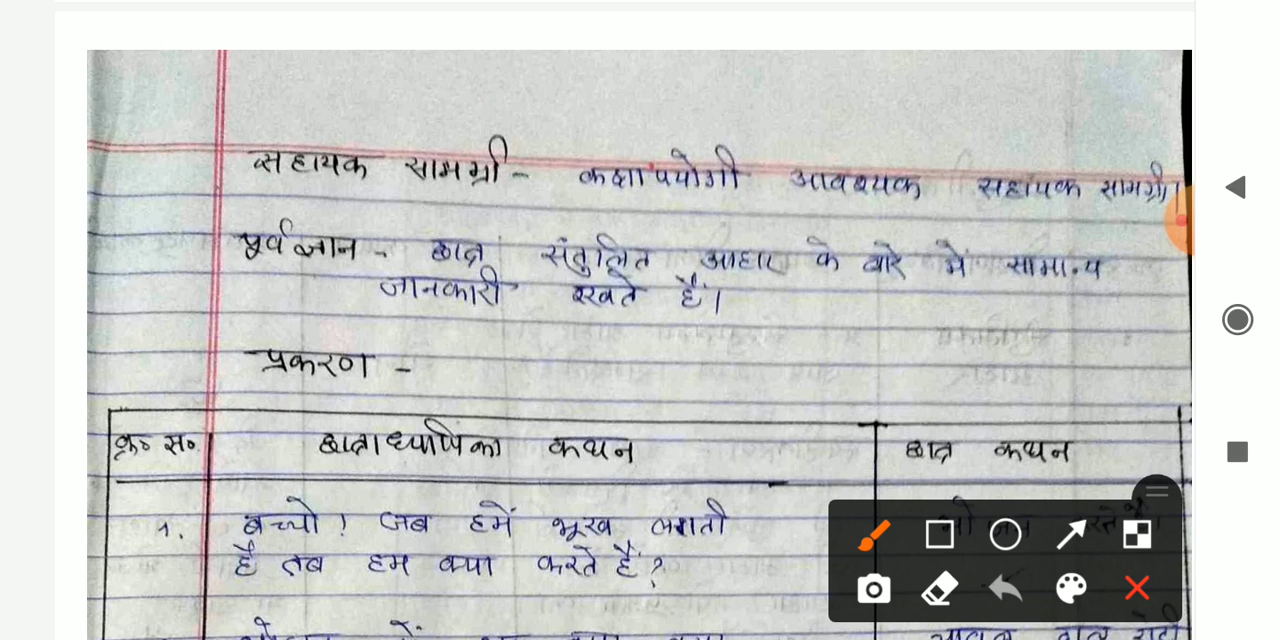 सहायक सामग्री - कक्षोपयोगी आवश्यक सहायक सामग्री।
पूर्वज्ञान - छात्र संतुलित आहार के बारे में सामान्य
जानकारी रखते हैं।
प्रकरण -
क्र० स० छात्राध्यापिका कथन छात्र कथन
1. बच्चो! जब हमें भूख लगती
है तब हम क्या करते हैं?